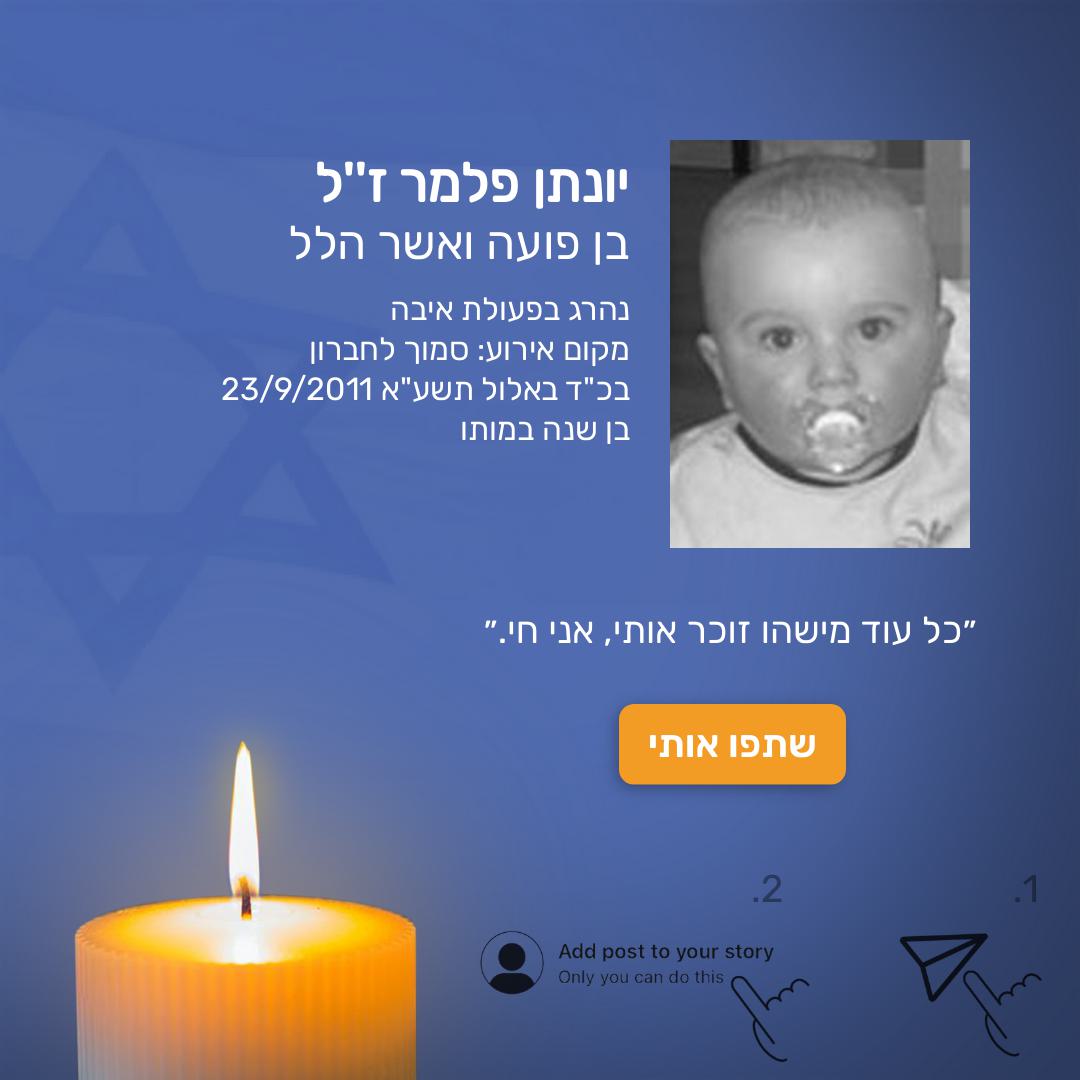 יונתן פלמר ז"ל
בן פועה ואשר הלל
נהרג בפעולת איבה
מקום אירוע: סמוך לחברון
בכ"ד באלול תשע"א 23/9/2011
בן שנה במותו
״כל עוד מישהו זוכר אותי, אני חי.״
שתפו אותי
1.
2.
Add post to your story
Only you can do this